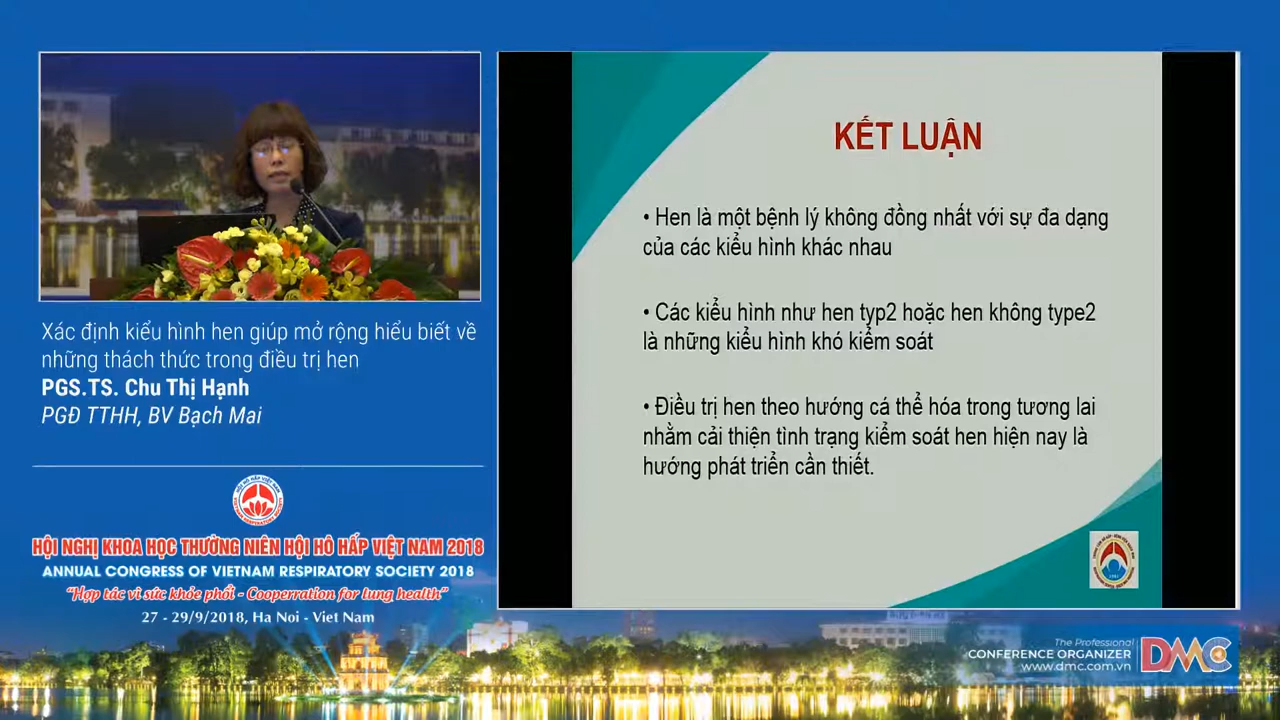 KẾT LUẬN
• Hen là một bệnh lý không đồng nhất với sự đa dạng
của các kiểu hình khác nhau
• Các kiểu hình như hen typ2 hoặc hen không type2
là những kiểu hình khó kiểm soát
• Điều trị hen theo hướng cá thể hóa trong tương lai
nhằm cải thiện tình trạng kiểm soát hen hiện nay là
hướng phát triển cần thiết.
Xác định kiểu hình hen giúp mở rộng hiểu biết về
những thách thức trong điều trị hen
PGS.TS. Chu Thị Hạnh
PGĐ TTHH, BV Bạch Mai
HỘI NGHỊ KHOA HỌC THƯỜNG NIÊN HỘI HÔ HẤP VIỆT NAM 2018
ANNUAL CONGRESS OF VIETNAM RESPIRATORY SOCIETY 2018
"Hợp tác vì sức khỏe phổi - Cooperration for lung health"
27 - 29/9/2018, Ha Noi - Viet Nam
The Professional
CONFERENCE ORGANIZER
www.dmc.com.vn
DMC